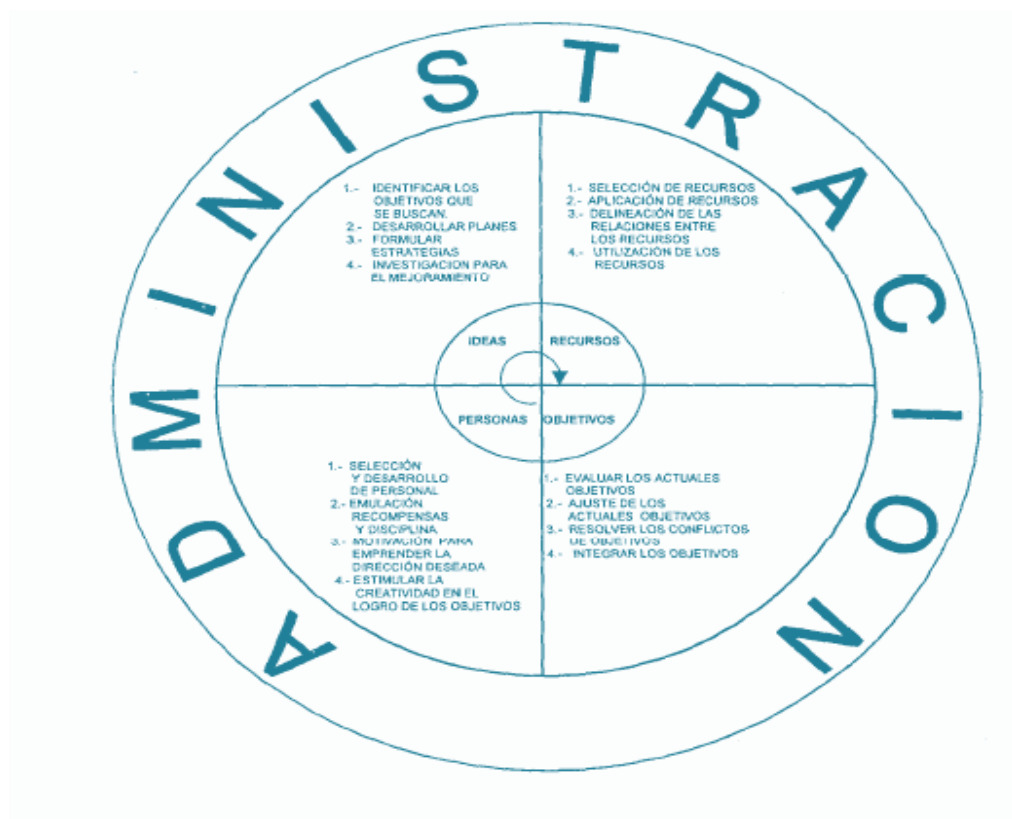 ADMINISTRACION
1.- IDENTIFICAR LOS
OBJETIVOS QUE
SE BUSCAN.
2.- DESARROLLAR PLANES
3.- FORMULAR
ESTRATEGIAS
4.- INVESTIGACION PARA
EL MEJORAMIENTO
1.- SELECCIÓN DE RECURSOS
2.- APLICACIÓN DE RECURSOS
3.- DELINEACIÓN DE LAS
RELACIONES ENTRE
LOS RECURSOS
4.- UTILIZACIÓN DE LOS
RECURSOS
IDEAS
RECURSOS
PERSONAS
OBJETIVOS
1.- SELECCIÓN
Y DESARROLLO
DE PERSONAL
2.- EMULACIÓN
RECOMPENSAS
Y DISCIPLINA
3.- MOTIVACIÓN PARA
EMPRENDER LA
DIRECCIÓN DESEADA
4.- ESTIMULAR LA
CREATIVIDAD EN EL
LOGRO DE LOS OBJETIVOS
1.- EVALUAR LOS ACTUALES
OBJETIVOS
2.- AJUSTE DE LOS
ACTUALES OBJETIVOS
3.- RESOLVER LOS CONFLICTOS
DE OBJETIVOS
4.- INTEGRAR LOS OBJETIVOS